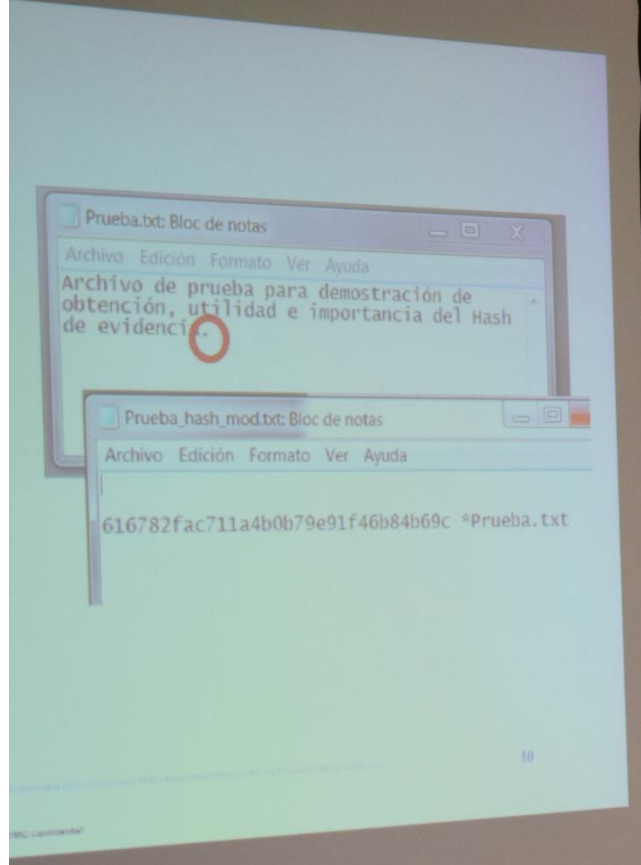 Prueba.txt: Bloc de notas
Archivo Edición Formato Ver Ayuda
Archivo de prueba para demostración de
obtención, utilidad e importancia del Hash
de evidencia.
Prueba_hash_mod.txt: Bloc de notas
Archivo Edición Formato Ver Ayuda
616782fac711a4b0b79e91f46b84b69c *Prueba.txt
10